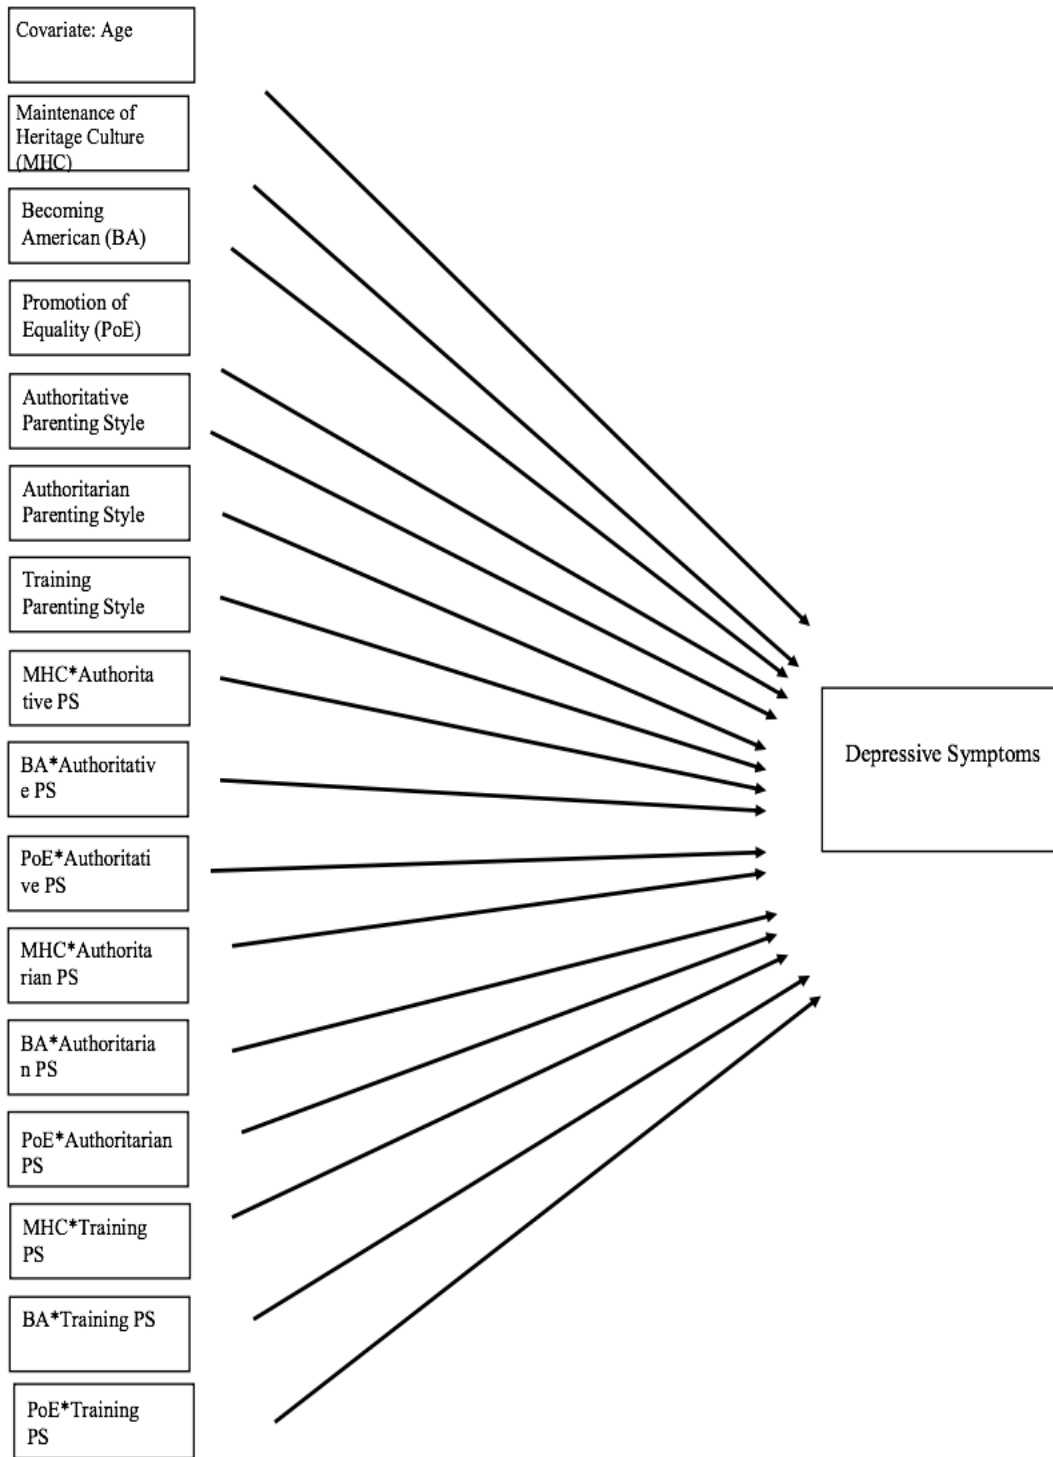 Covariate: Age
Maintenance of
Heritage Culture
(MHC)
Becoming
American (BA)
Promotion of
Equality (PoE)
Authoritative
Parenting Style
Authoritarian
Parenting Style
Training
Parenting Style
MHC*Authorita
tive PS
BA*Authoritativ
e PS
PoE*Authoritati
ve PS
MHC*Authorita
rian PS
BA*Authoritaria
n PS
PoE*Authoritarian
PS
MHC*Training
PS
BA*Training PS
PoE*Training
PS
Depressive Symptoms